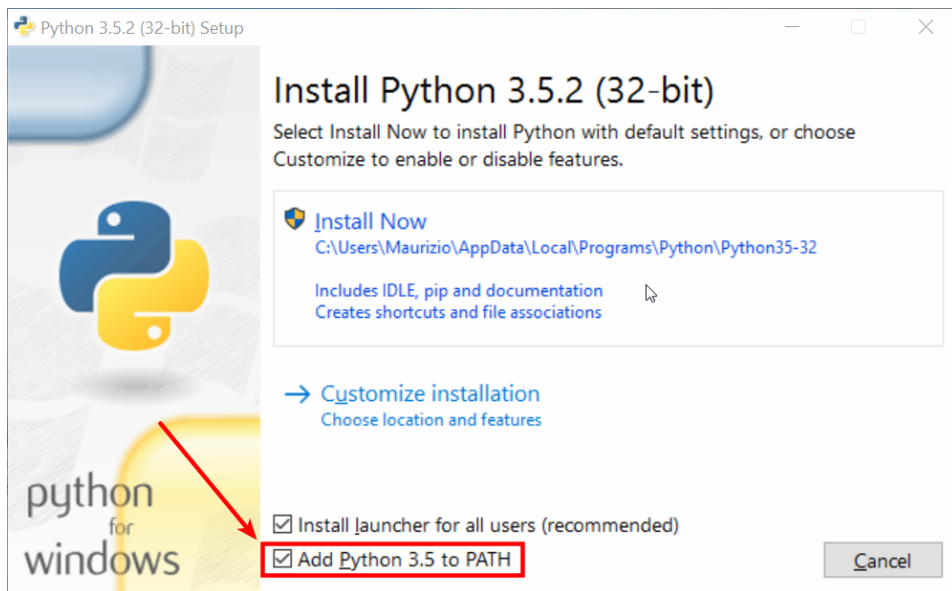 Python 3.5.2 (32-bit) Setup
Install Python 3.5.2 (32-bit)
Select Install Now to install Python with default settings, or choose
Customize to enable or disable features.
Install Now
C:\Users\Maurizio\AppData\Local\Programs\Python\Python35-32
Includes IDLE, pip and documentation
Creates shortcuts and file associations
Customize installation
Choose location and features
python
for
windows
Install launcher for all users (recommended)
Add Python 3.5 to PATH
Cancel